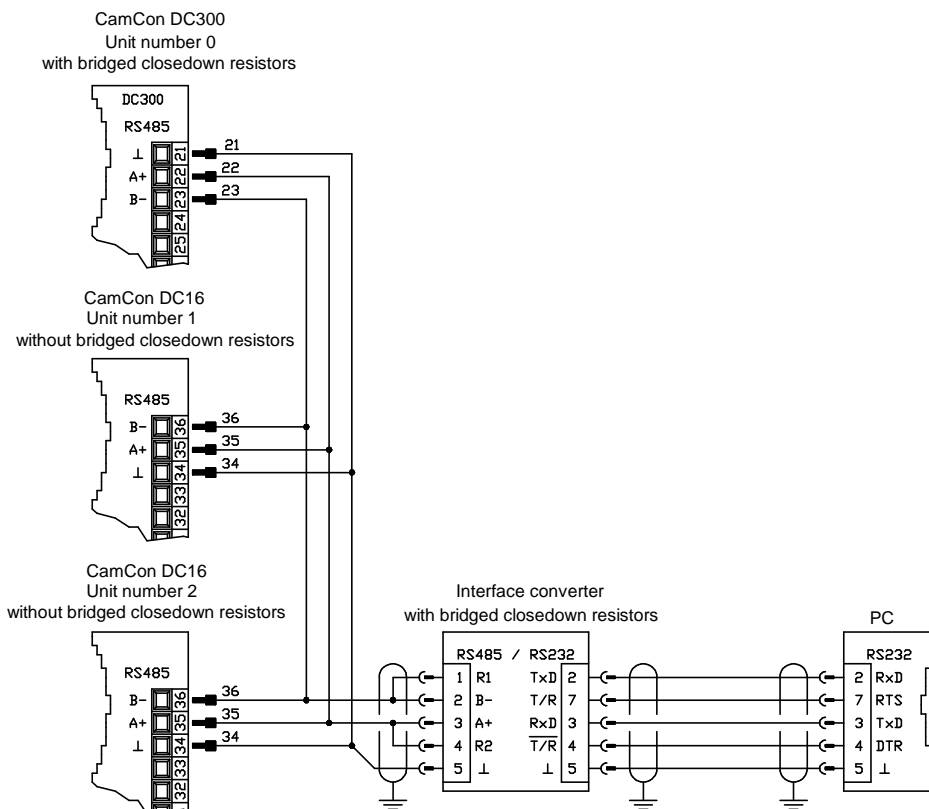 CamCon DC300
Unit number 0
with bridged closedown resistors
DC300
RS485
⊥ 21 21
A+ 22 22
B- 23 23
24
25
CamCon DC16
Unit number 1
without bridged closedown resistors
RS485
B- 36 36
A+ 35 35
⊥ 34 34
33
32
CamCon DC16
Unit number 2
without bridged closedown resistors
RS485
B- 36 36
A+ 35 35
⊥ 34 34
33
32
Interface converter
with bridged closedown resistors
RS485 / RS232
1 R1 TxD 2
2 B- T/R 7
3 A+ RxD 3
4 R2 T/R 4
5 ⊥ ⊥ 5
PC
RS232
2 RxD
7 RTS
3 TxD
4 DTR
5 ⊥